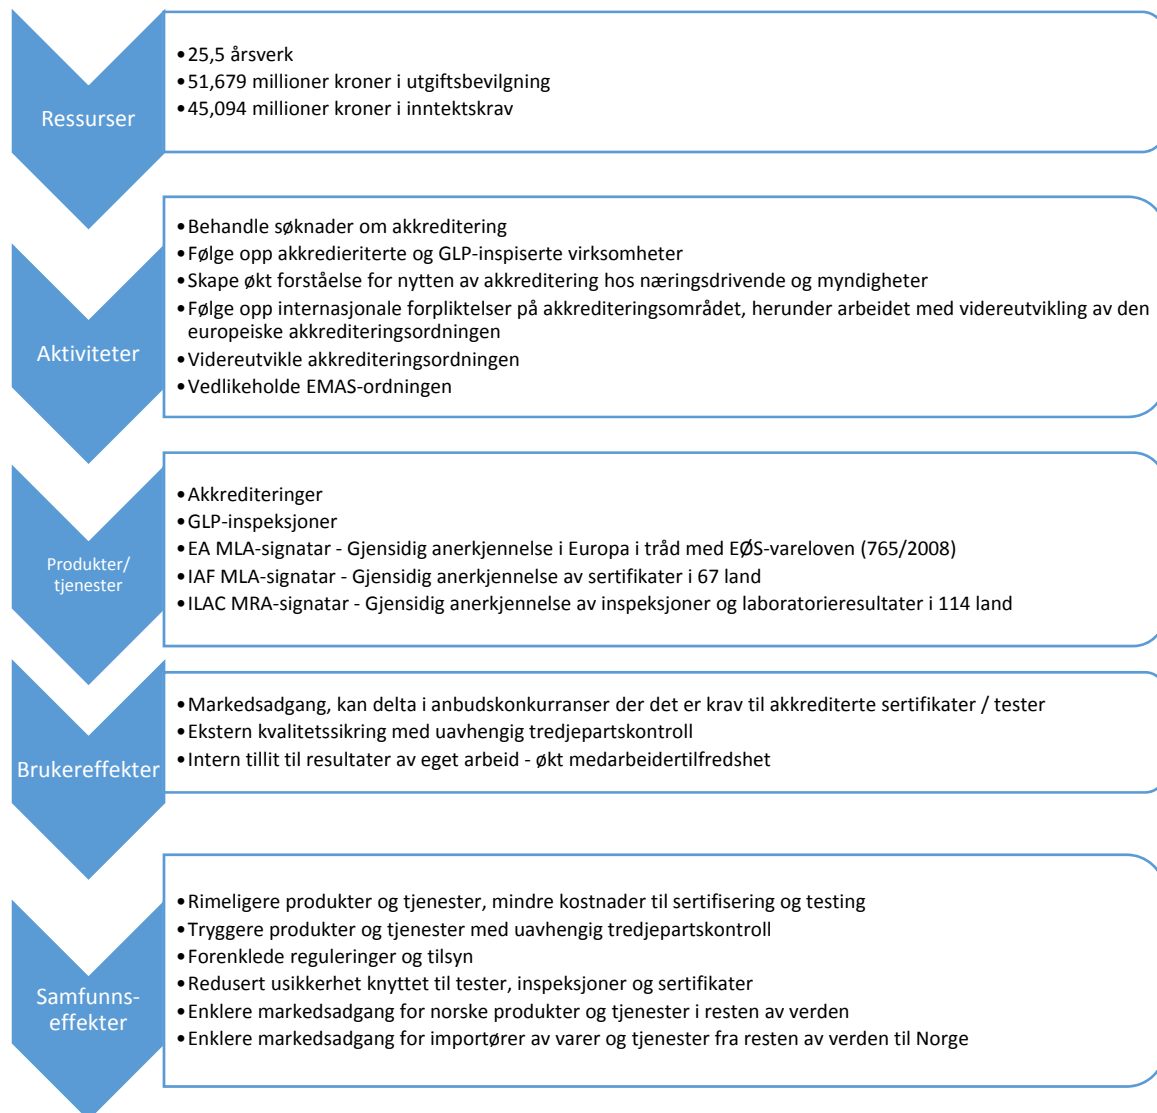 Ressurser
•25,5 årsverk
•51,679 millioner kroner i utgiftsbevilgning
•45,094 millioner kroner i inntektskrav
Aktiviteter
•Behandle søknader om akkreditering
•Følge opp akkredieriterte og GLP-inspiserte virksomheter
•Skape økt forståelse for nytten av akkreditering hos næringsdrivende og myndigheter
•Følge opp internasjonale forpliktelser på akkrediteringsområdet, herunder arbeidet med videreutvikling av den
europeiske akkrediteringsordningen
•Videreutvikle akkrediteringsordningen
•Vedlikeholde EMAS-ordningen
Produkter/
tjenester
•Akkrediteringer
•GLP-inspeksjoner
•EA MLA-signatar - Gjensidig anerkjennelse i Europa i tråd med EØS-vareloven (765/2008)
•IAF MLA-signatar - Gjensidig anerkjennelse av sertifikater i 67 land
•ILAC MRA-signatar - Gjensidig anerkjennelse av inspeksjoner og laboratorieresultater i 114 land
Brukereffekter
•Markedsadgang, kan delta i anbudskonkurranser der det er krav til akkrediterte sertifikater / tester
•Ekstern kvalitetssikring med uavhengig tredjepartskontroll
•Intern tillit til resultater av eget arbeid - økt medarbeidertilfredshet
Samfunns-
effekter
•Rimeligere produkter og tjenester, mindre kostnader til sertifisering og testing
•Tryggere produkter og tjenester med uavhengig tredjepartskontroll
•Forenklede reguleringer og tilsyn
•Redusert usikkerhet knyttet til tester, inspeksjoner og sertifikater
•Enklere markedsadgang for norske produkter og tjenester i resten av verden
•Enklere markedsadgang for importører av varer og tjenester fra resten av verden til Norge